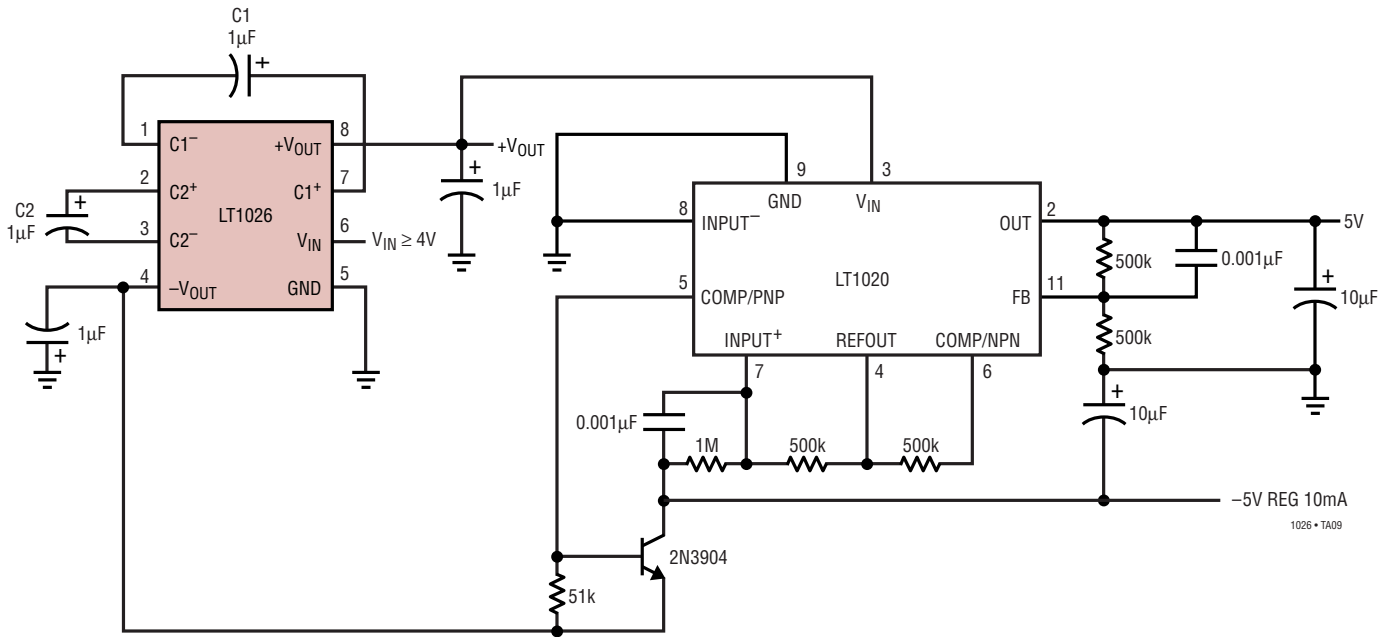 C1
1µF
+
1
C1−
+VOUT
8
+VOUT
+
1µF
2
C2+
C1+
7
+
C2
1µF
LT1026
3
C2−
VIN
6
VIN ≥ 4V
4
−VOUT
GND
5
1µF
+
9
3
GND
VIN
8
INPUT−
OUT
2
5V
LT1020
500k
0.001µF
5
COMP/PNP
FB
11
+
10µF
INPUT+
REFOUT
COMP/NPN
500k
7
4
6
+
10µF
0.001µF
1M
500k
500k
−5V REG 10mA
1026 • TA09
2N3904
51k